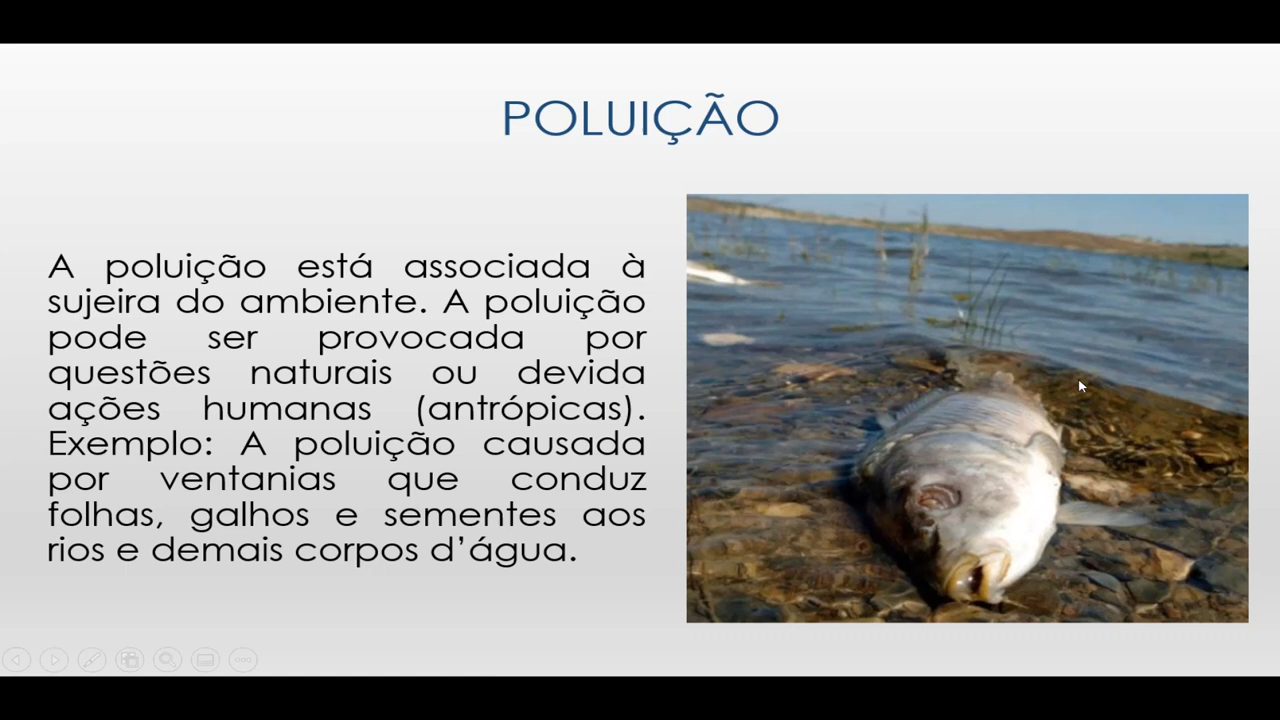 POLUIÇÃO
A poluição está associada à
sujeira do ambiente. A poluição
pode ser provocada por
questões naturais ou devida
ações humanas (antrópicas).
Exemplo: A poluição causada
por ventanias que conduz
folhas, galhos e sementes aos
rios e demais corpos d’água.